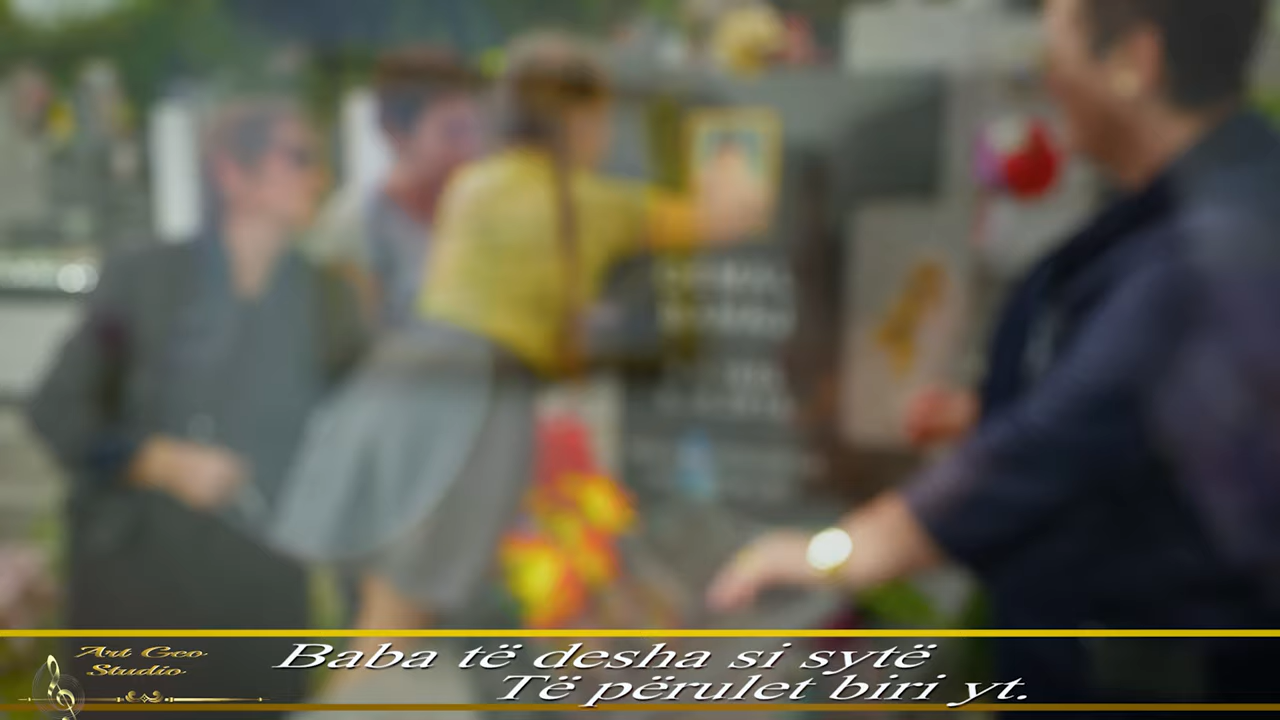 Art Geo
Studio
Baba të desha si sytë
Të përulet biri yt.